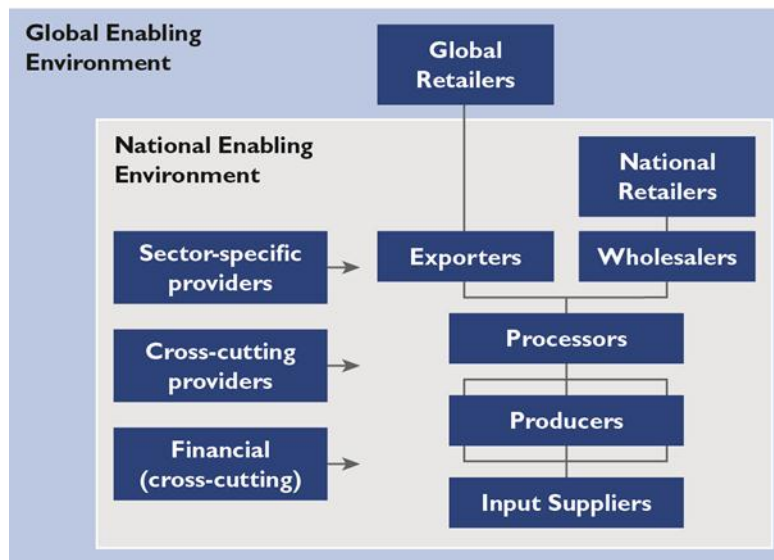 Global Enabling
Environment
Global
Retailers
National Enabling
Environment
National
Retailers
Sector-specific
providers
Exporters
Wholesalers
Processors
Cross-cutting
providers
Producers
Financial
(cross-cutting)
Input Suppliers